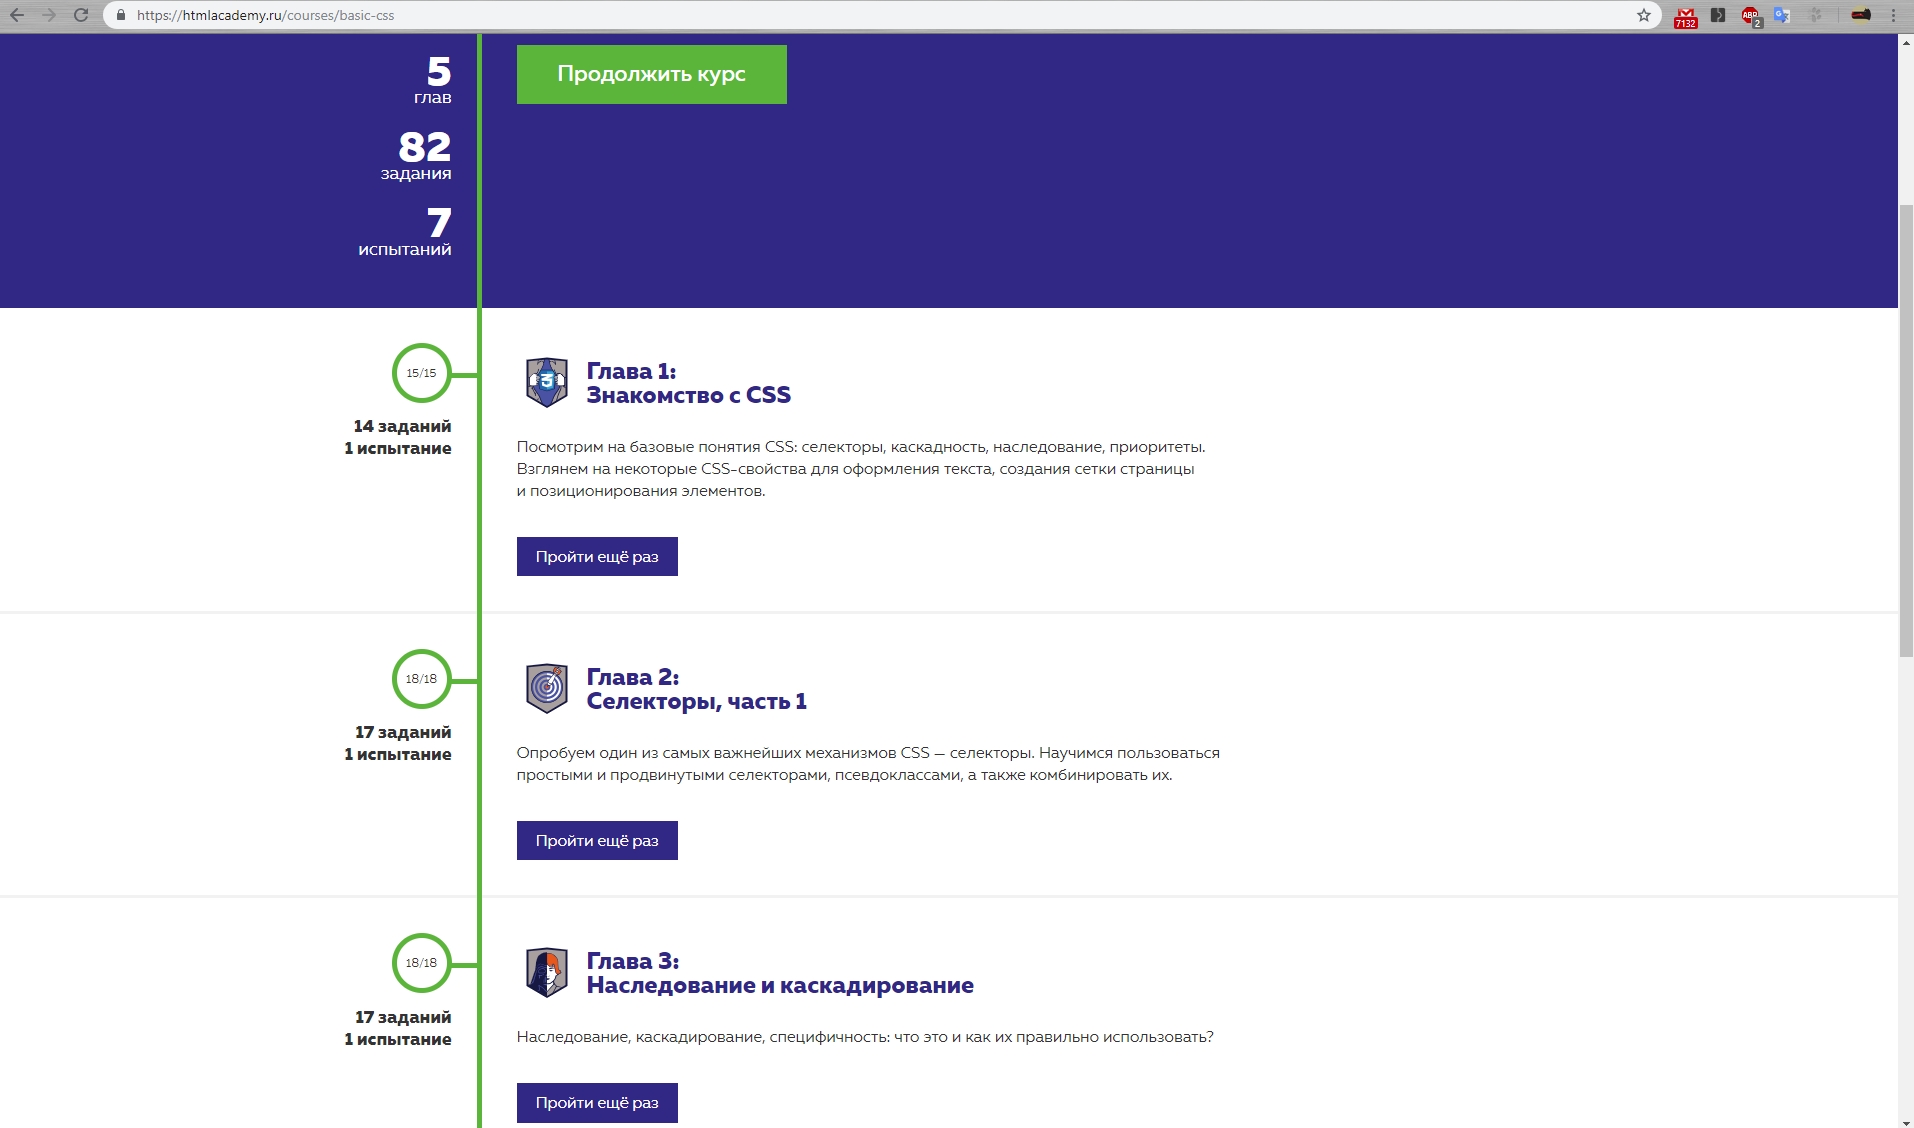 https://htmlacademy.ru/courses/basic-css
7132
ABP
2
5
глав
82
задания
7
испытаний
Продолжить курс
15/15
14 заданий
1 испытание
Глава 1:
Знакомство с CSS
Посмотрим на базовые понятия CSS: селекторы, каскадность, наследование, приоритеты.
Взглянем на некоторые CSS-свойства для оформления текста, создания сетки страницы
и позиционирования элементов.
Пройти ещё раз
18/18
17 заданий
1 испытание
Глава 2:
Селекторы, часть 1
Опробуем один из самых важнейших механизмов CSS — селекторы. Научимся пользоваться
простыми и продвинутыми селекторами, псевдоклассами, а также комбинировать их.
Пройти ещё раз
18/18
17 заданий
1 испытание
Глава 3:
Наследование и каскадирование
Наследование, каскадирование, специфичность: что это и как их правильно использовать?
Пройти ещё раз